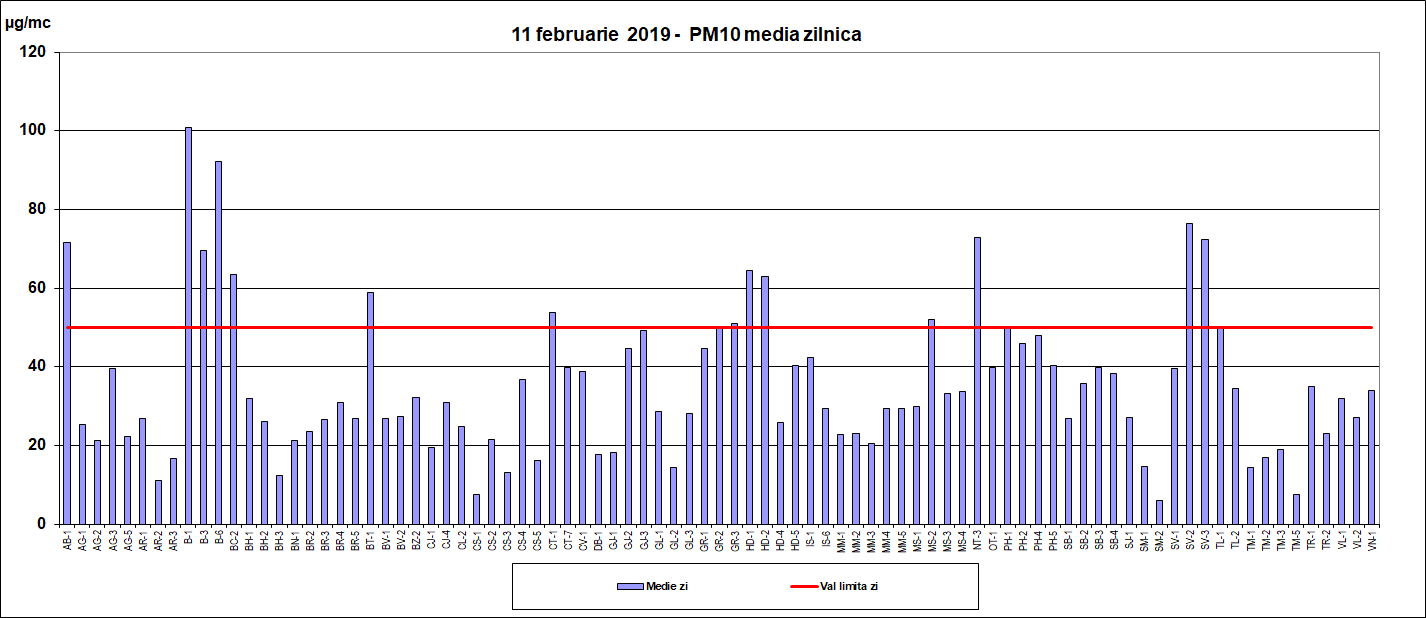 µg/mc
11 februarie 2019 - PM10 media zilnica
120
100
80
60
40
20
0
AB-1 AG-1 AG-2 AG-3 AG-5 AR-1 AR-2 AR-3 B-1 B-3 B-6 BC-2 BH-1 BH-2 BH-3 BN-1 BR-2 BR-3 BR-4 BR-5 BT-1 BV-1 BV-2 BZ-2 CJ-1 CJ-4 CL-2 CS-1 CS-2 CS-3 CS-4 CS-5 CT-1 CT-7 CV-1 DB-1 GJ-1 GJ-2 GJ-3 GL-1 GL-2 GL-3 GR-1 GR-2 GR-3 HD-1 HD-2 HD-4 HD-5 IS-1 IS-6 MM-1 MM-2 MM-3 MM-4 MM-5 MS-1 MS-2 MS-3 MS-4 NT-3 OT-1 PH-1 PH-2 PH-4 PH-5 SB-1 SB-2 SB-3 SB-4 SJ-1 SM-1 SM-2 SV-1 SV-2 SV-3 TL-1 TL-2 TM-1 TM-2 TM-3 TM-5 TR-1 TR-2 VL-1 VL-2 VN-1
Medie zi
Val limita zi